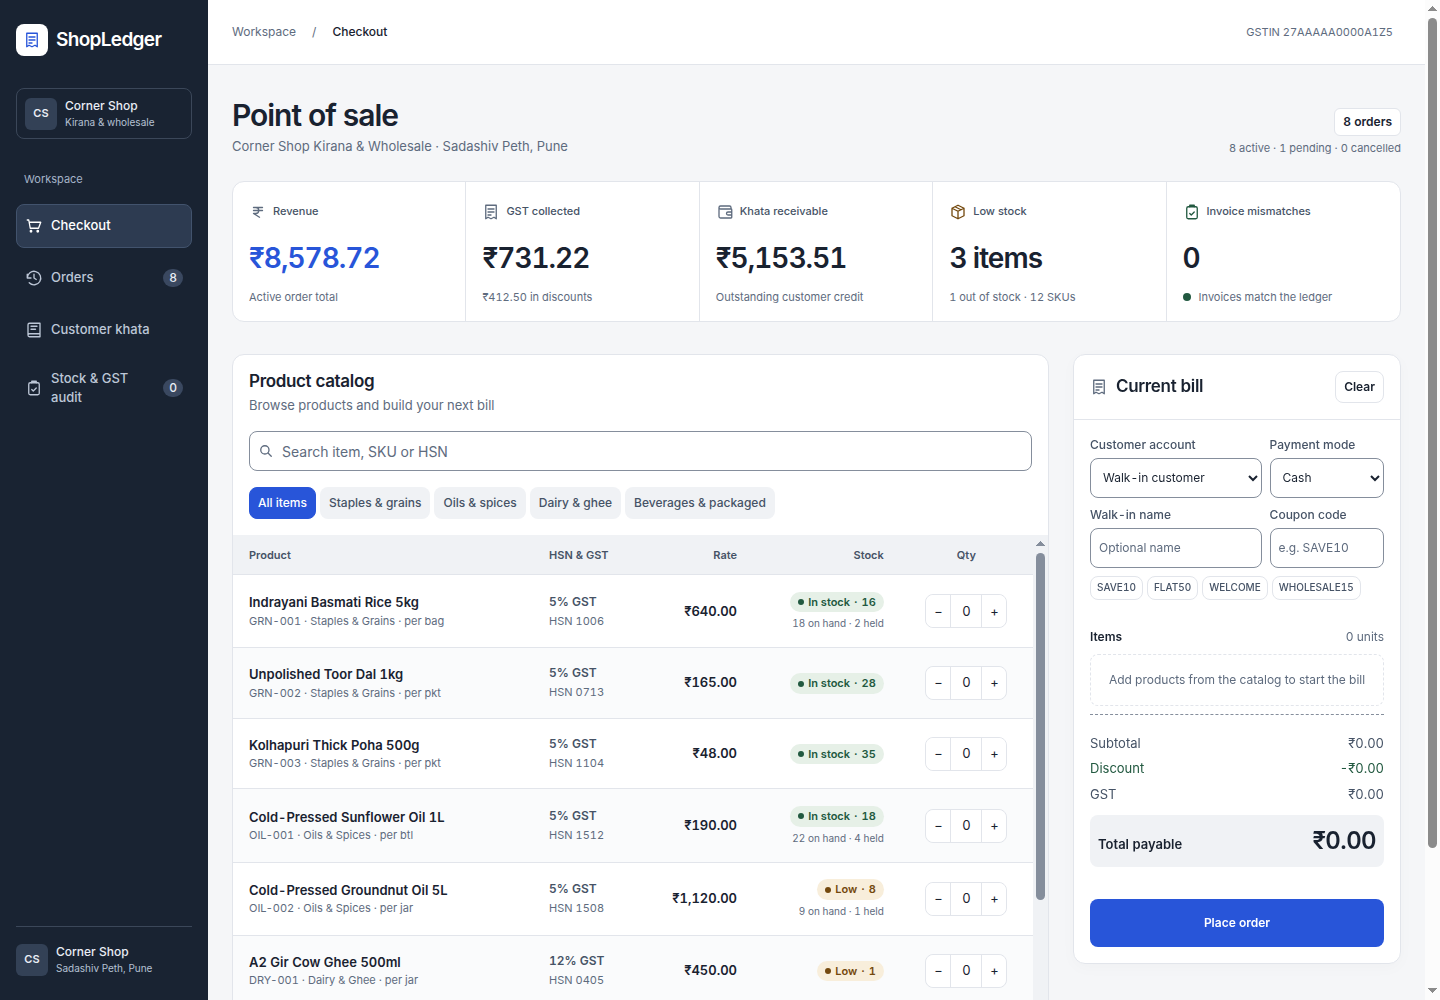 ShopLedger
CS
Corner Shop
Kirana & wholesale
Workspace
Checkout
Orders 8
Customer khata
Stock & GST audit 0
CS
Corner Shop
Sadashiv Peth, Pune
Workspace / Checkout
GSTIN 27AAAAA0000A1Z5
Point of sale
Corner Shop Kirana & Wholesale · Sadashiv Peth, Pune
8 orders
8 active · 1 pending · 0 cancelled
Revenue
₹8,578.72
Active order total
GST collected
₹731.22
₹412.50 in discounts
Khata receivable
₹5,153.51
Outstanding customer credit
Low stock
3 items
1 out of stock · 12 SKUs
Invoice mismatches
0
Invoices match the ledger
Product catalog
Browse products and build your next bill
Search item, SKU or HSN
All items Staples & grains Oils & spices Dairy & ghee Beverages & packaged
Product HSN & GST Rate Stock Qty
Indrayani Basmati Rice 5kg 5% GST ₹640.00 In stock · 16 − 0 +
GRN-001 · Staples & Grains · per bag HSN 1006 18 on hand · 2 held
Unpolished Toor Dal 1kg 5% GST ₹165.00 In stock · 28 − 0 +
GRN-002 · Staples & Grains · per pkt HSN 0713
Kolhapuri Thick Poha 500g 5% GST ₹48.00 In stock · 35 − 0 +
GRN-003 · Staples & Grains · per pkt HSN 1104
Cold-Pressed Sunflower Oil 1L 5% GST ₹190.00 In stock · 18 − 0 +
OIL-001 · Oils & Spices · per btl HSN 1512 22 on hand · 4 held
Cold-Pressed Groundnut Oil 5L 5% GST ₹1,120.00 Low · 8 − 0 +
OIL-002 · Oils & Spices · per jar HSN 1508 9 on hand · 1 held
A2 Gir Cow Ghee 500ml 12% GST ₹450.00 Low · 1 − 0 +
DRY-001 · Dairy & Ghee · per jar HSN 0405
Current bill
Clear
Customer account Payment mode
Walk-in customer Cash
Walk-in name Coupon code
Optional name e.g. SAVE10
SAVE10 FLAT50 WELCOME WHOLESALE15
Items 0 units
Add products from the catalog to start the bill
Subtotal ₹0.00
Discount -₹0.00
GST ₹0.00
Total payable ₹0.00
Place order